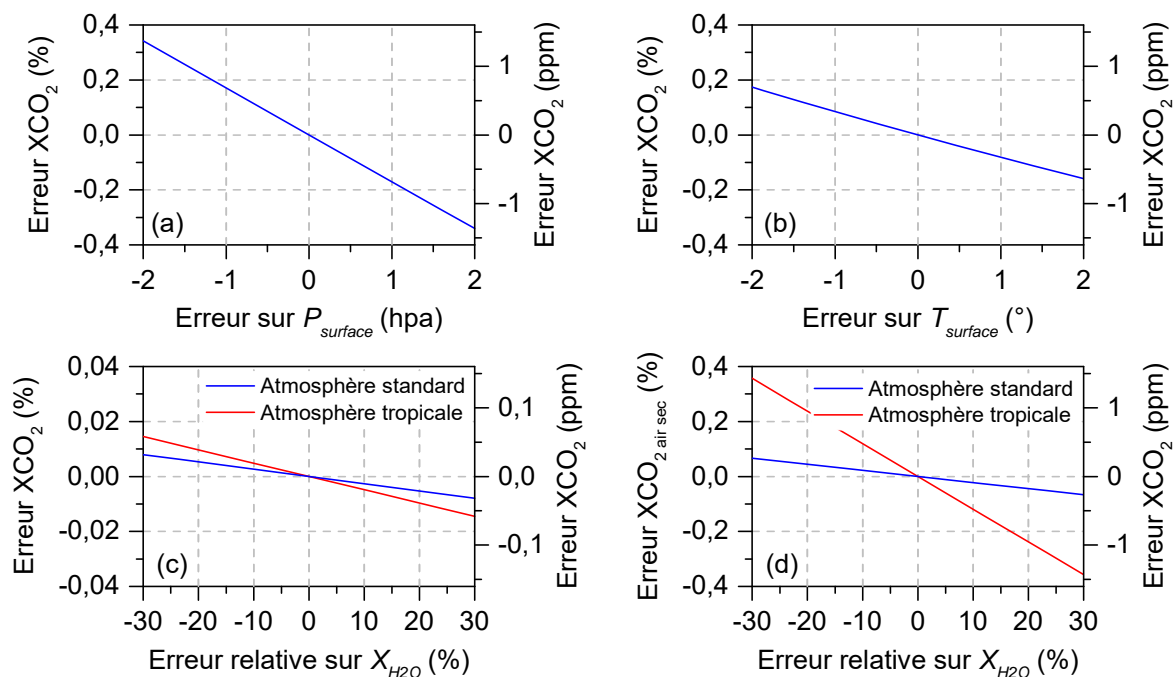 Erreur XCO2 (%)
0,4
0,2
0,0
-0,2
-0,4
(a)
1
0
-1
Erreur XCO2 (ppm)
-2 -1 0 1 2
Erreur sur Psurface (hpa)
Erreur XCO2 (%)
0,4
0,2
0,0
-0,2
-0,4
(b)
1
0
-1
Erreur XCO2 (ppm)
-2 -1 0 1 2
Erreur sur Tsurface (°)
Erreur XCO2 (%)
0,04
0,02
0,00
-0,02
-0,04
Atmosphère standard
Atmosphère tropicale
(c)
0,1
0,0
-0,1
Erreur XCO2 (ppm)
-30 -20 -10 0 10 20 30
Erreur relative sur XH2O (%)
Erreur XCO2 air sec (%)
0,4
0,2
0,0
-0,2
-0,4
Atmosphère standard
Atmosphère tropicale
(d)
1
0
-1
Erreur XCO2 (ppm)
-30 -20 -10 0 10 20 30
Erreur relative sur XH2O (%)